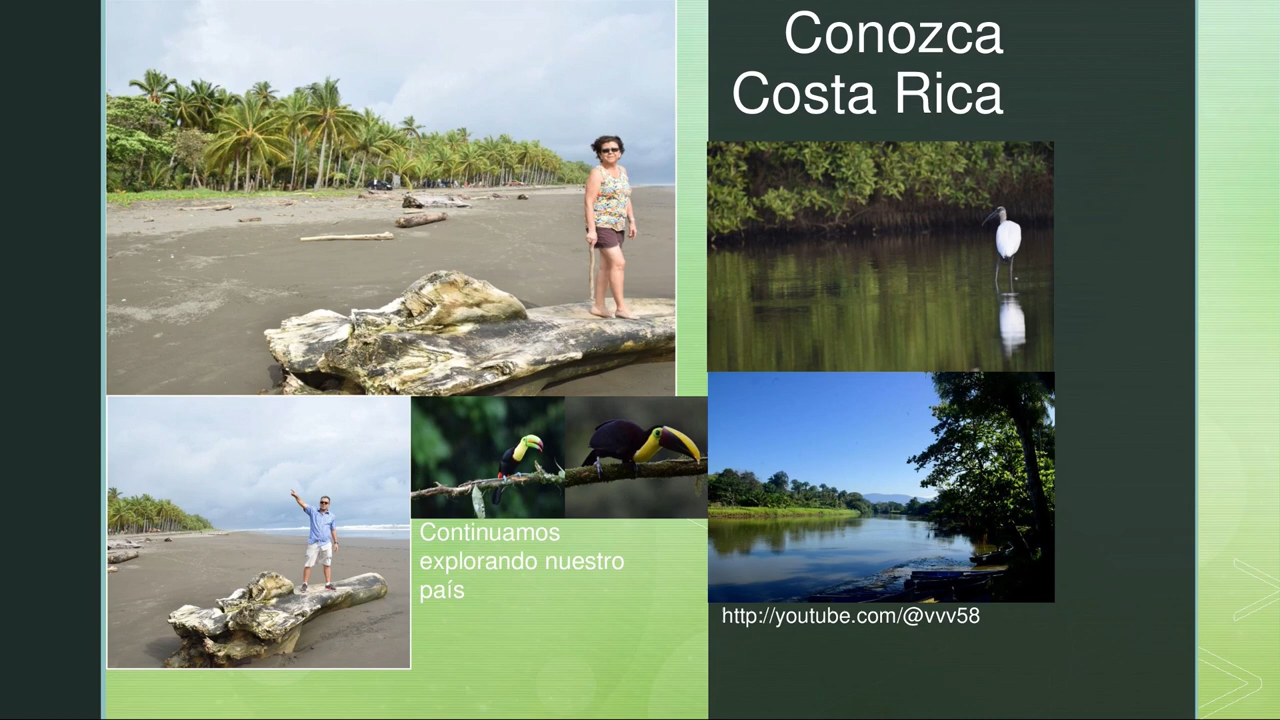 Conozca
Costa Rica
Continuamos
explorando nuestro
país
http://youtube.com/@vvv58